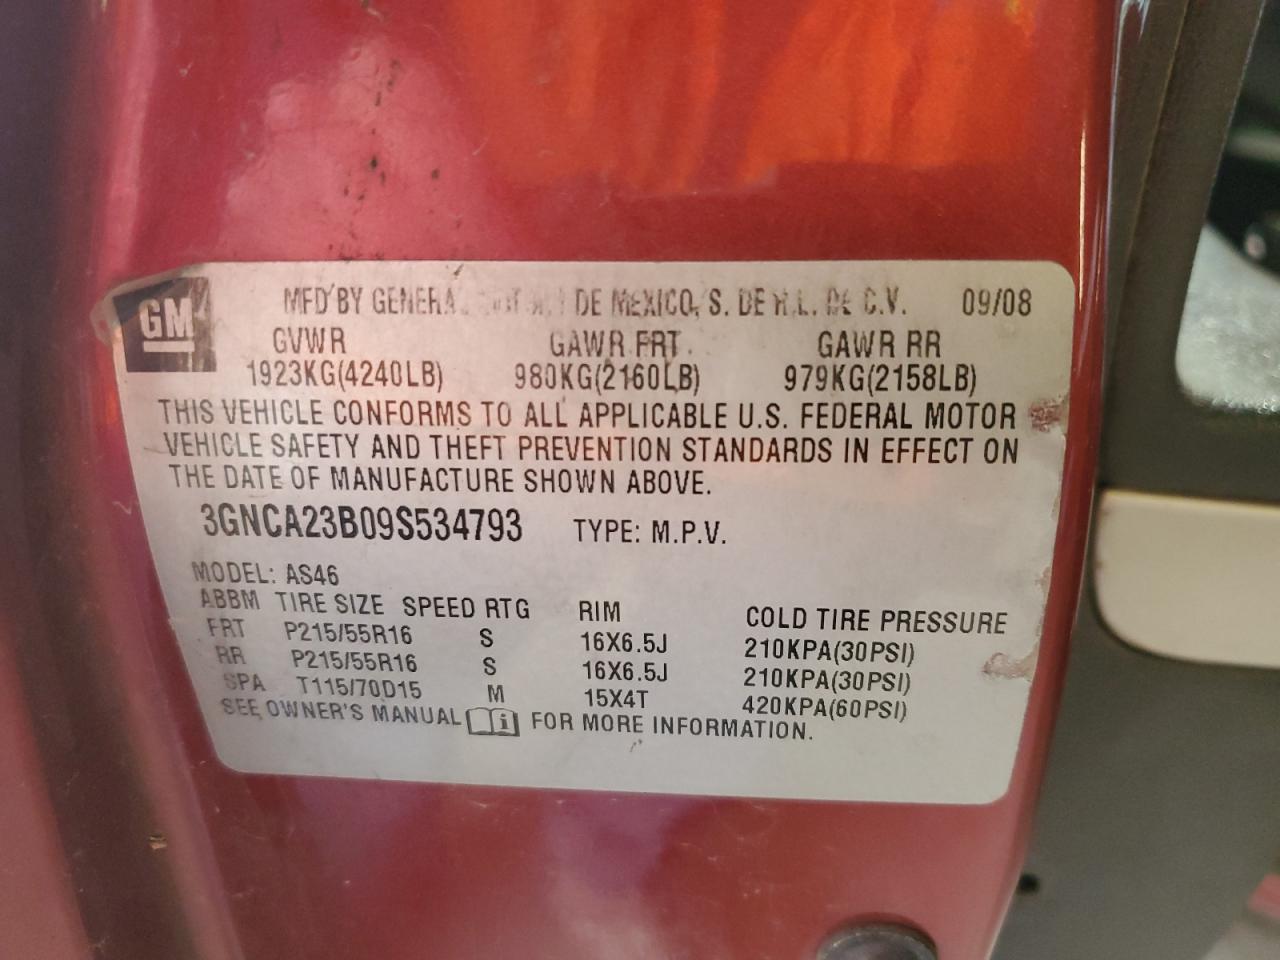 GM
MFD BY GENERAL MOTORS DE MEXICO, S. DE R.L. DE C.V. 09/08
GVWR GAWR FRT GAWR RR
1923KG(4240LB) 980KG(2160LB) 979KG(2158LB)
THIS VEHICLE CONFORMS TO ALL APPLICABLE U.S. FEDERAL MOTOR
VEHICLE SAFETY AND THEFT PREVENTION STANDARDS IN EFFECT ON
THE DATE OF MANUFACTURE SHOWN ABOVE.
3GNCA23B09S534793 TYPE: M.P.V.
MODEL: AS46
ABBM TIRE SIZE SPEED RTG RIM COLD TIRE PRESSURE
FRT P215/55R16 S 16X6.5J 210KPA(30PSI)
RR P215/55R16 S 16X6.5J 210KPA(30PSI)
SPA T115/70D15 M 15X4T 420KPA(60PSI)
SEE OWNER'S MANUAL FOR MORE INFORMATION.